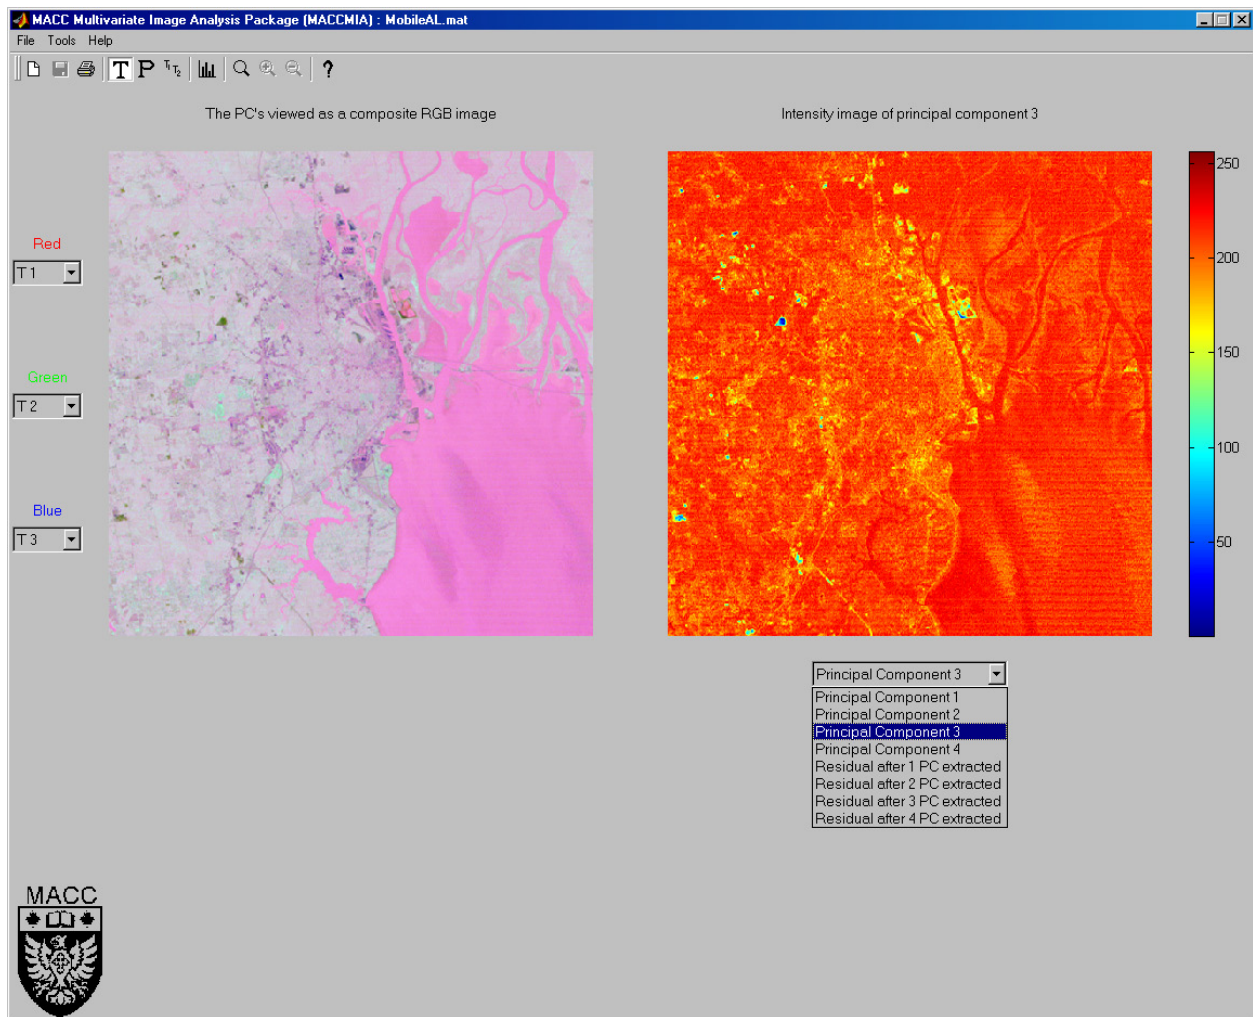 MACC Multivariate Image Analysis Package (MACCMIA) : MobileAL.mat
File Tools Help
T P T1 T2 ?
The PC's viewed as a composite RGB image
Intensity image of principal component 3
Red
T 1
Green
T 2
Blue
T 3
250
200
150
100
50
Principal Component 3
Principal Component 1
Principal Component 2
Principal Component 3
Principal Component 4
Residual after 1 PC extracted
Residual after 2 PC extracted
Residual after 3 PC extracted
Residual after 4 PC extracted
MACC